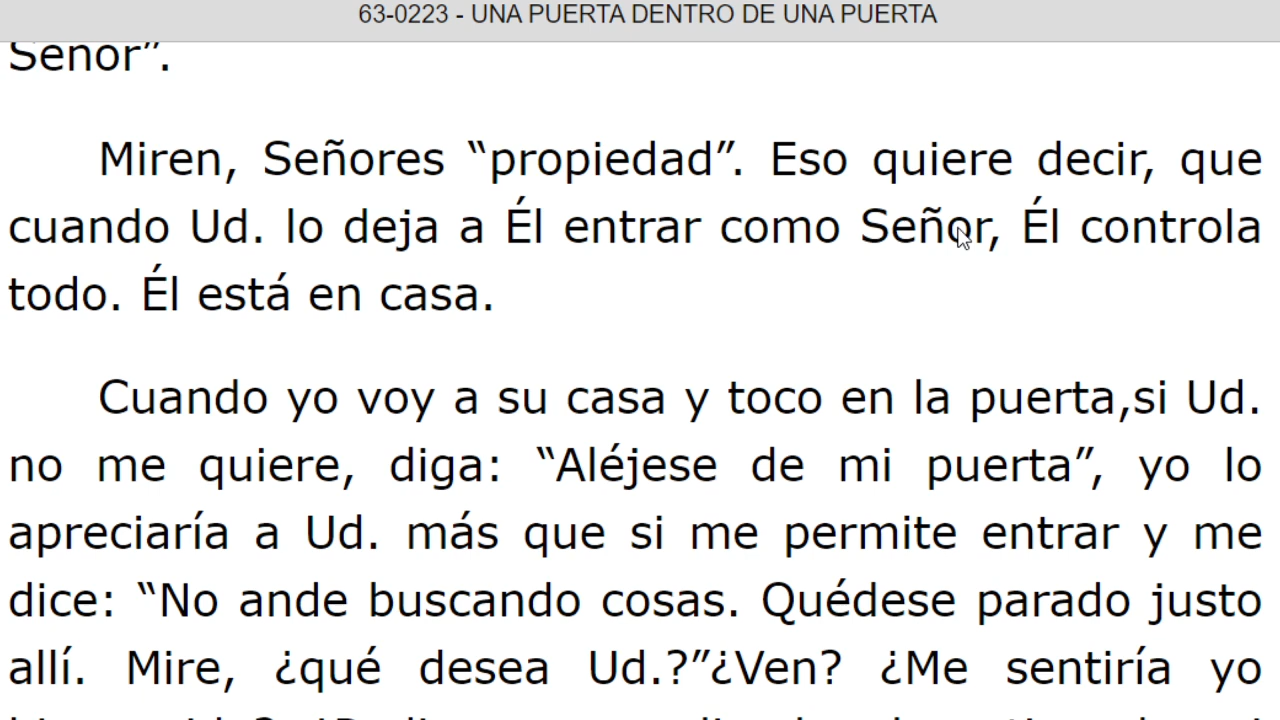 63-0223 - UNA PUERTA DENTRO DE UNA PUERTA
Señor”.
Miren, Señores “propiedad”. Eso quiere decir, que
cuando Ud. lo deja a Él entrar como Señor, Él controla
todo. Él está en casa.
Cuando yo voy a su casa y toco en la puerta,si Ud.
no me quiere, diga: “Aléjese de mi puerta”, yo lo
apreciaría a Ud. más que si me permite entrar y me
dice: “No ande buscando cosas. Quédese parado justo
allí. Mire, ¿qué desea Ud.?”¿Ven? ¿Me sentiría yo